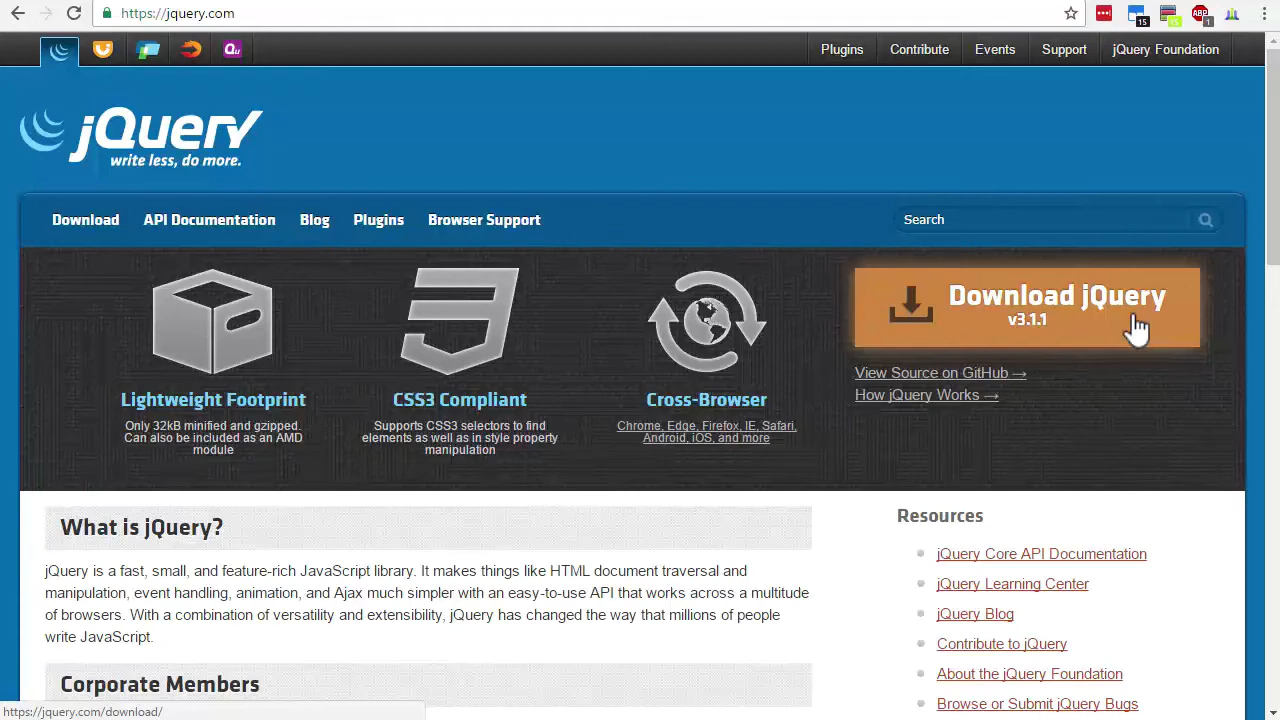 https://jquery.com
15
1
Plugins
Contribute
Events
Support
jQuery Foundation
Qu
jQuery
write less, do more.
Download
API Documentation
Blog
Plugins
Browser Support
Search
Lightweight Footprint
Only 32kB minified and gzipped.
Can also be included as an AMD
module
CSS3 Compliant
Supports CSS3 selectors to find
elements as well as in style property
manipulation
Cross-Browser
Chrome, Edge, Firefox, IE, Safari,
Android, iOS, and more
Download jQuery
v3.1.1
View Source on GitHub →
How jQuery Works →
What is jQuery?
jQuery is a fast, small, and feature-rich JavaScript library. It makes things like HTML document traversal and
manipulation, event handling, animation, and Ajax much simpler with an easy-to-use API that works across a multitude
of browsers. With a combination of versatility and extensibility, jQuery has changed the way that millions of people
write JavaScript.
Corporate Members
Resources
jQuery Core API Documentation
jQuery Learning Center
jQuery Blog
Contribute to jQuery
About the jQuery Foundation
Browse or Submit jQuery Bugs
https://jquery.com/download/